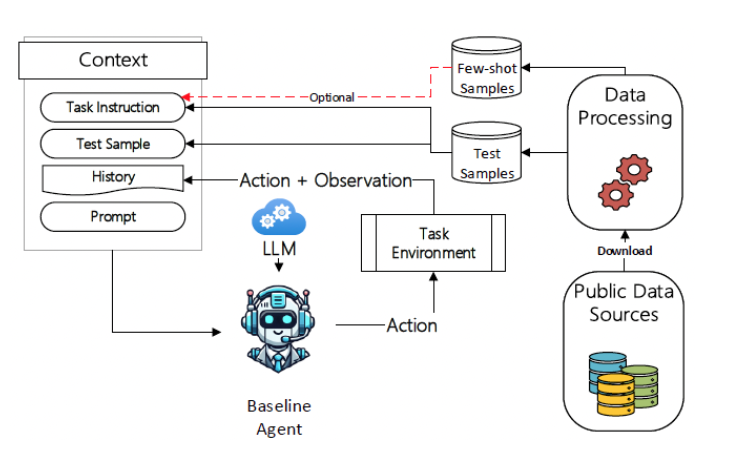 Context
Task Instruction
Test Sample
History
Prompt
Optional
Few-shot
Samples
Test
Samples
Data
Processing
Download
Public Data
Sources
Action + Observation
LLM
Task
Environment
Action
Baseline
Agent